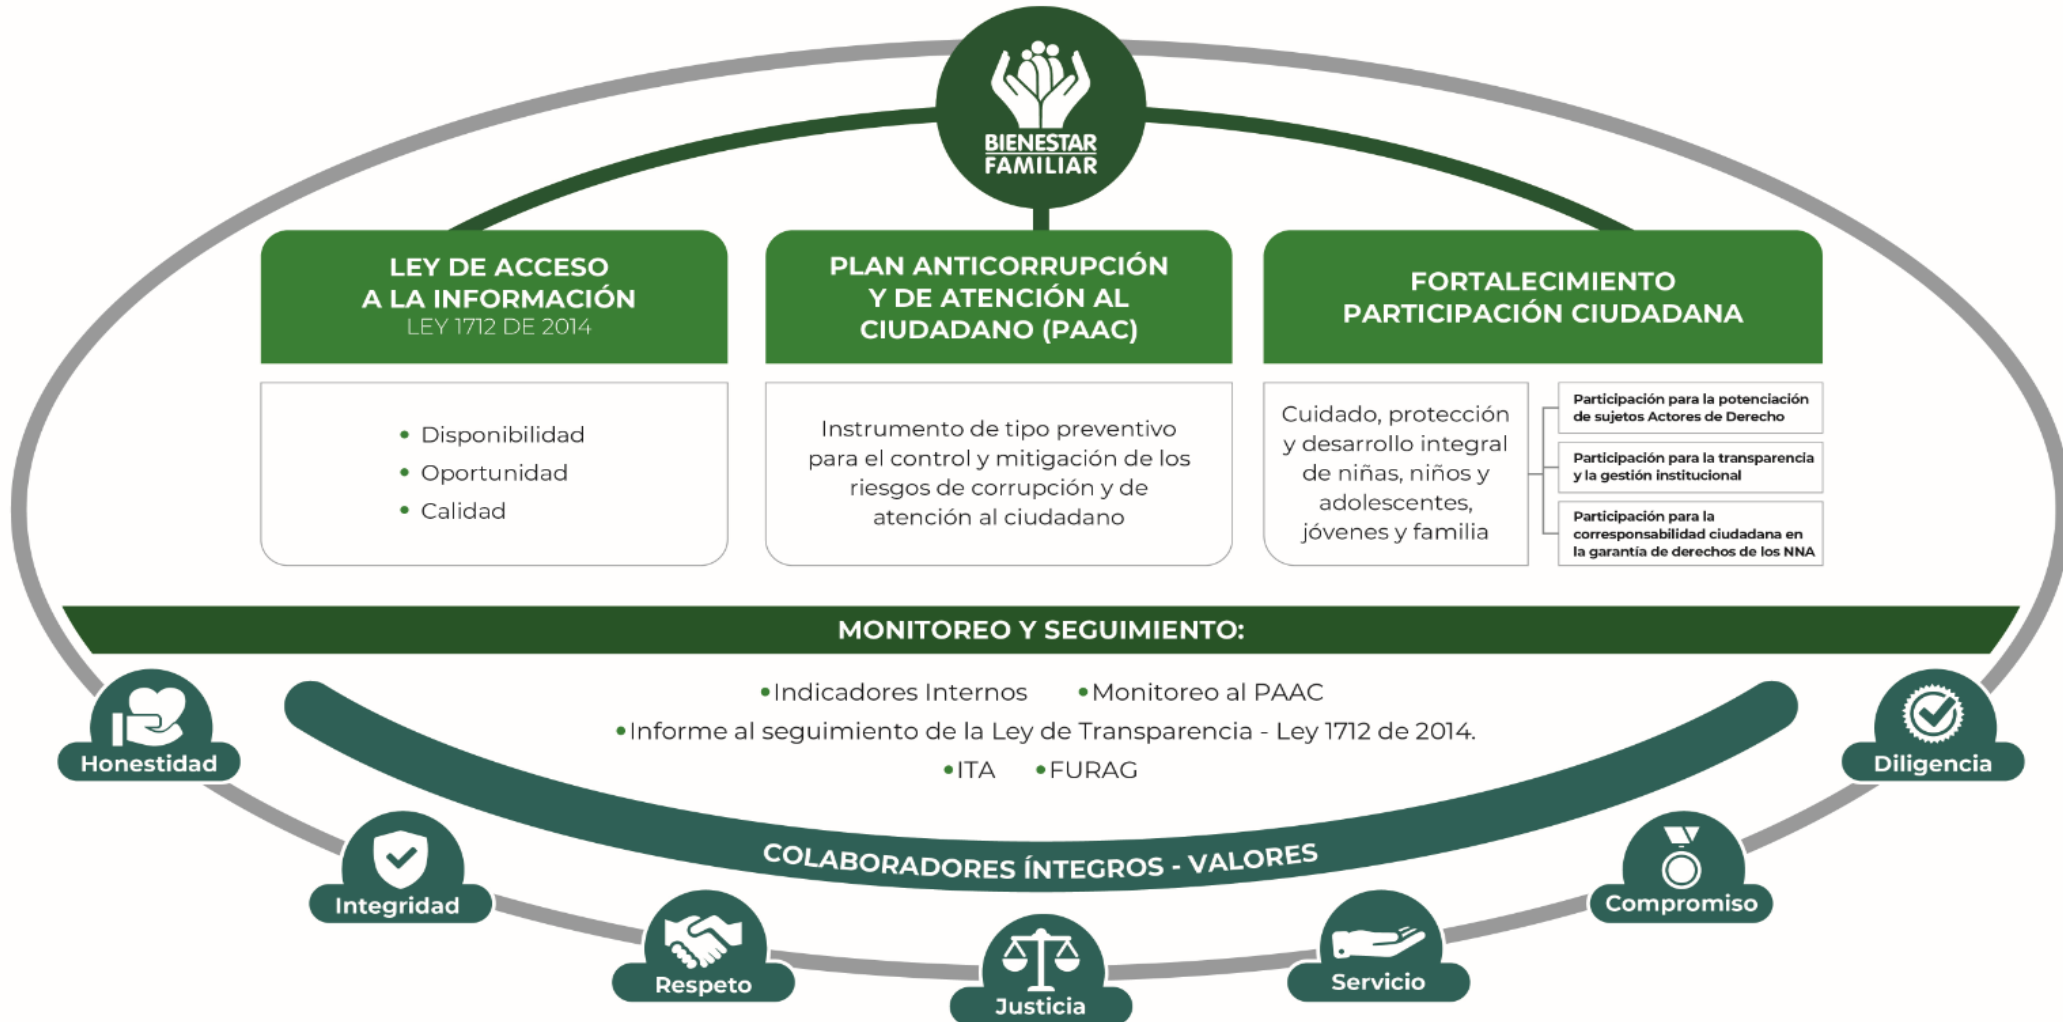 BIENESTAR
FAMILIAR
LEY DE ACCESO
A LA INFORMACIÓN
LEY 1712 DE 2014
• Disponibilidad
• Oportunidad
• Calidad
PLAN ANTICORRUPCIÓN
Y DE ATENCIÓN AL
CIUDADANO (PAAC)
Instrumento de tipo preventivo
para el control y mitigación de los
riesgos de corrupción y de
atención al ciudadano
FORTALECIMIENTO
PARTICIPACIÓN CIUDADANA
Cuidado, protección
y desarrollo integral
de niñas, niños y
adolescentes,
jóvenes y familia
Participación para la potenciación
de sujetos Actores de Derecho
Participación para la transparencia
y la gestión institucional
Participación para la
corresponsabilidad ciudadana en
la garantía de derechos de los NNA
MONITOREO Y SEGUIMIENTO:
•Indicadores Internos •Monitoreo al PAAC
•Informe al seguimiento de la Ley de Transparencia - Ley 1712 de 2014.
•ITA •FURAG
COLABORADORES ÍNTEGROS - VALORES
Honestidad
Integridad
Respeto
Justicia
Servicio
Compromiso
Diligencia